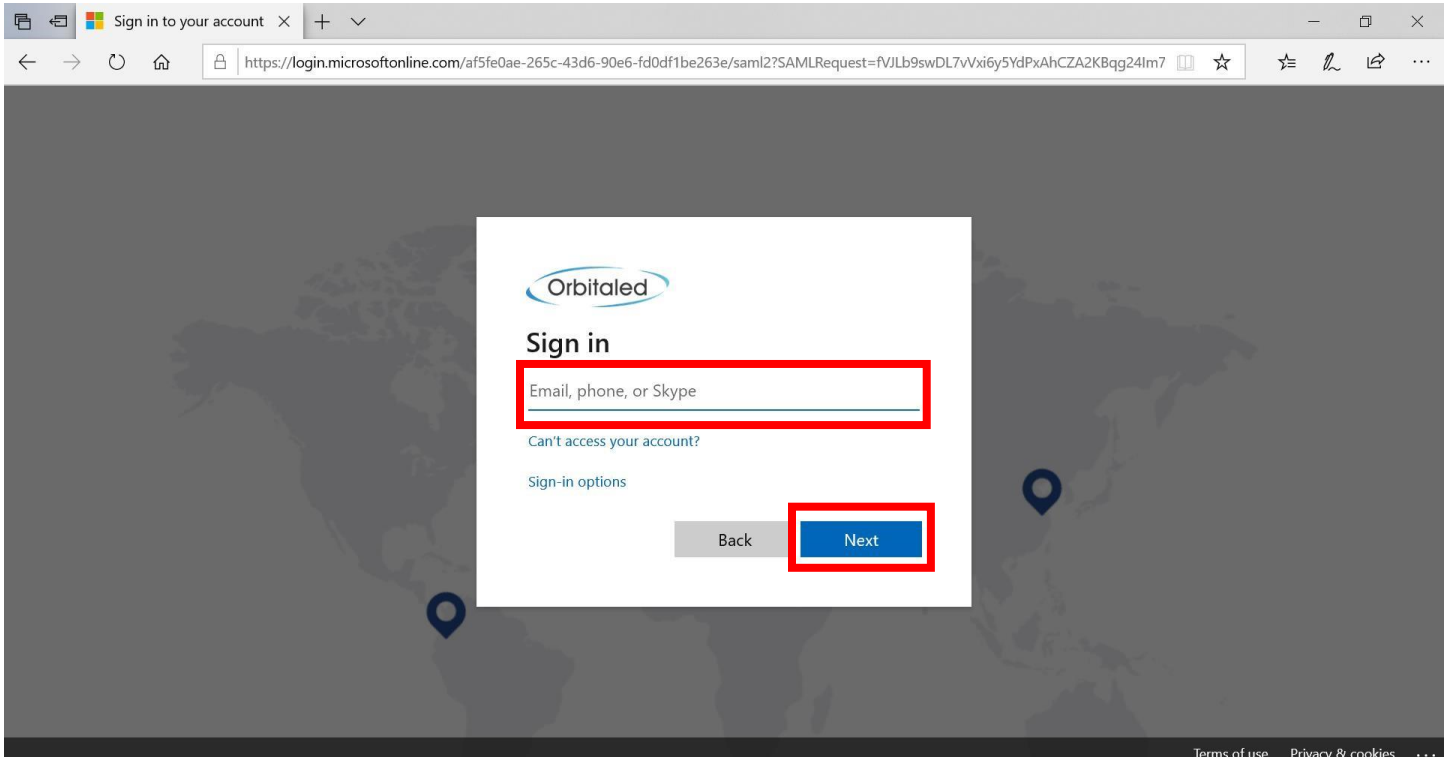 Sign in to your account
https://login.microsoftonline.com/af5fe0ae-265c-43d6-90e6-fd0df1be263e/saml2?SAMLRequest=fVJLb9swDL7vVxi6y5YdPxAhCZA2KBqg24Im7
Orbitaled
Sign in
Email, phone, or Skype
Can't access your account?
Sign-in options
Back Next
Terms of use Privacy & cookies ...